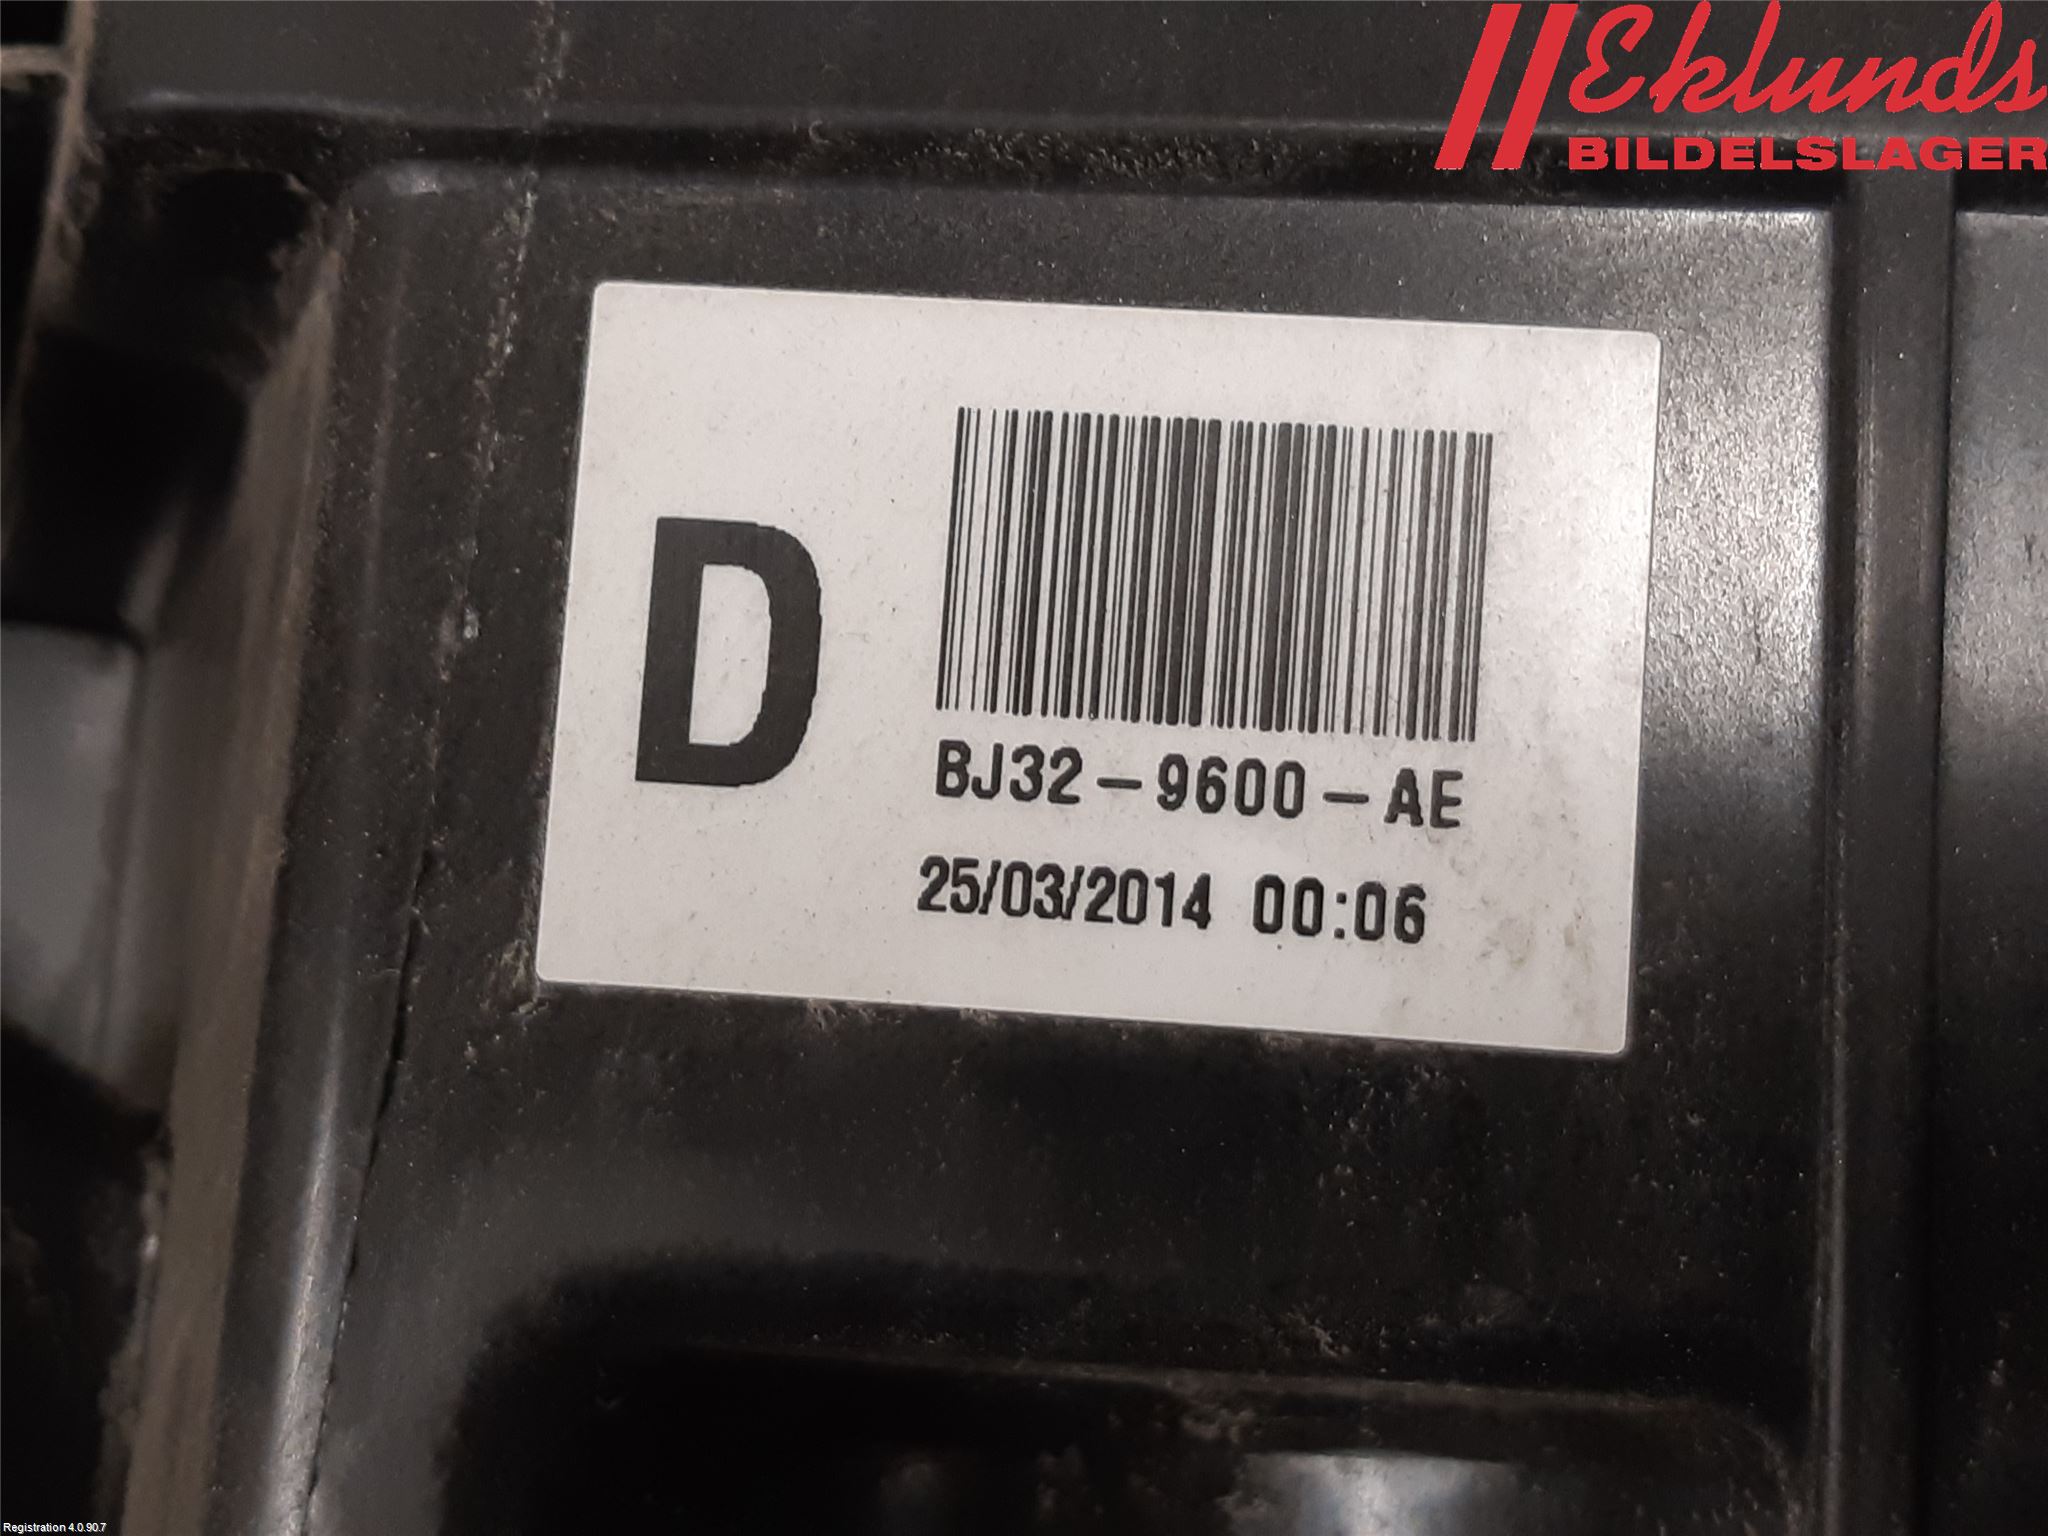 Eklunds
BILDELSLAGER
D
BJ32-9600-AE
25/03/2014 00:06
Registration 4.0.90.7